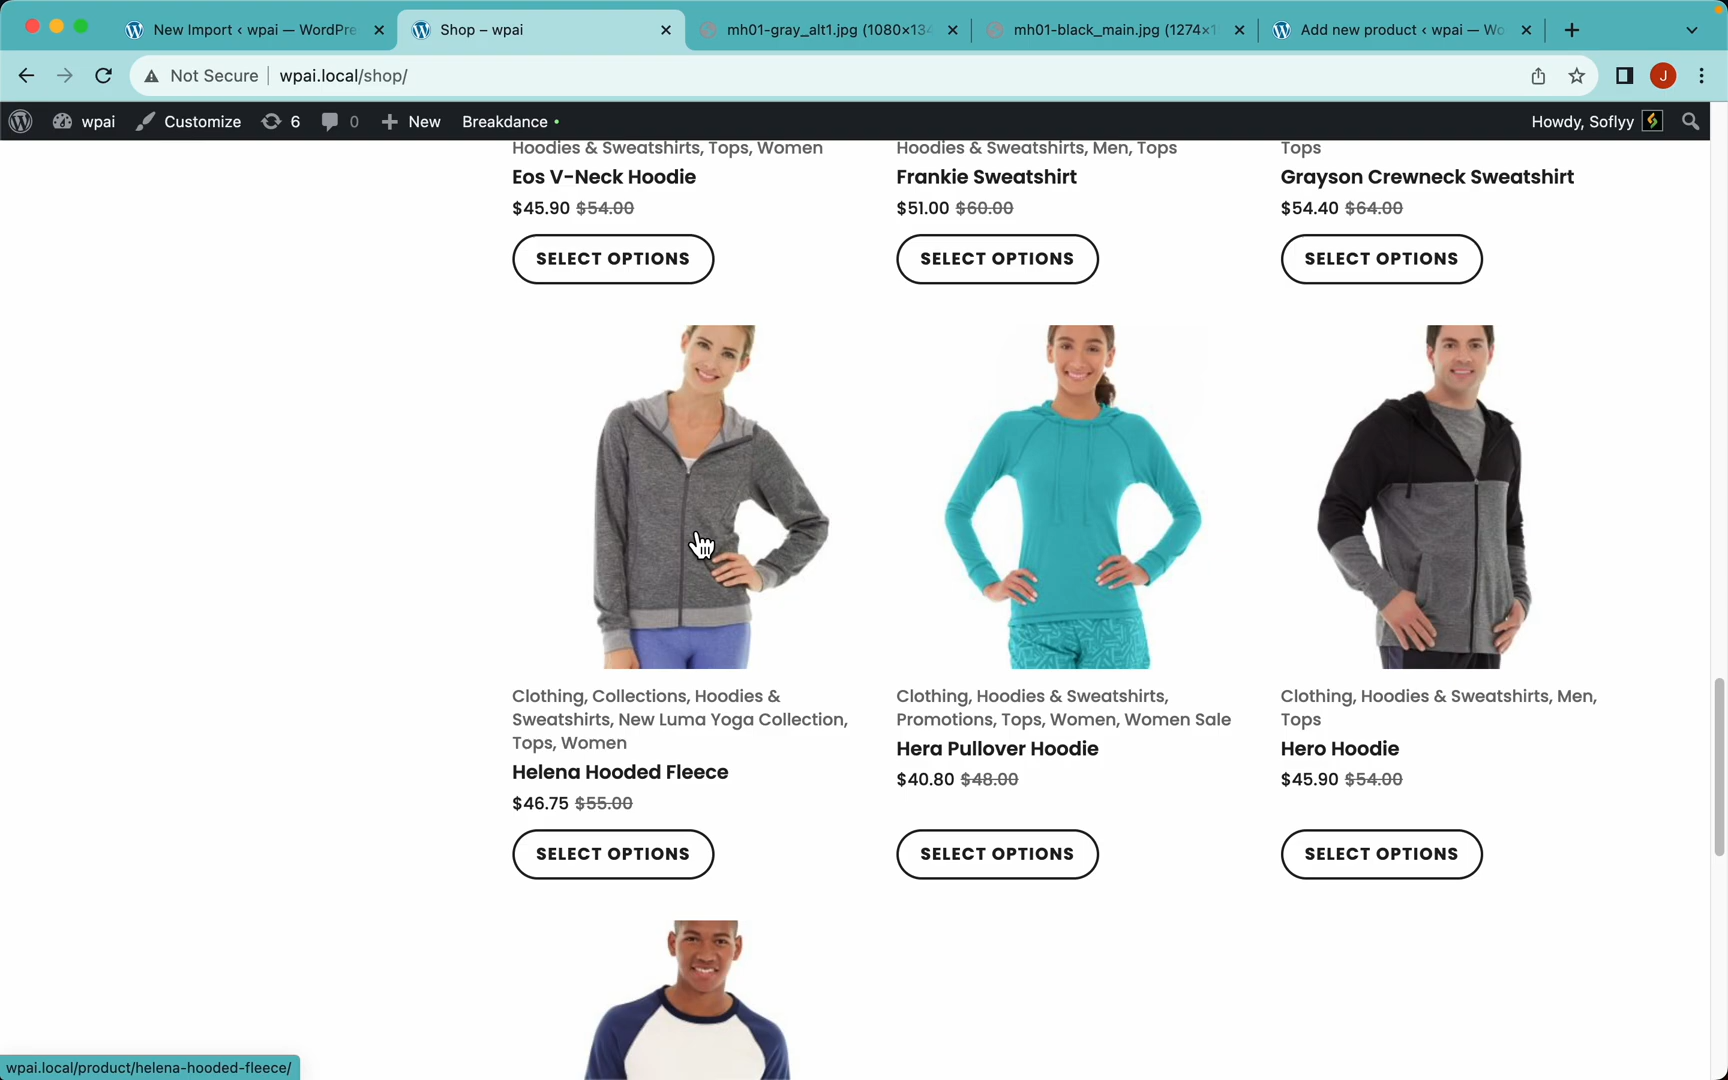 New Import ‹ wpai — WordPre
Shop – wpai
mh01-gray_alt1.jpg (1080×134
mh01-black_main.jpg (1274×1
Add new product ‹ wpai — Wo
Not Secure
wpai.local/shop/
J
wpai
Customize
6
0
New
Breakdance
Howdy, Soflyy
Hoodies & Sweatshirts, Tops, Women
Eos V-Neck Hoodie
$45.90 $54.00
SELECT OPTIONS
Hoodies & Sweatshirts, Men, Tops
Frankie Sweatshirt
$51.00 $60.00
SELECT OPTIONS
Tops
Grayson Crewneck Sweatshirt
$54.40 $64.00
SELECT OPTIONS
Clothing, Collections, Hoodies &
Sweatshirts, New Luma Yoga Collection,
Tops, Women
Helena Hooded Fleece
$46.75 $55.00
SELECT OPTIONS
Clothing, Hoodies & Sweatshirts,
Promotions, Tops, Women, Women Sale
Hera Pullover Hoodie
$40.80 $48.00
SELECT OPTIONS
Clothing, Hoodies & Sweatshirts, Men,
Tops
Hero Hoodie
$45.90 $54.00
SELECT OPTIONS
wpai.local/product/helena-hooded-fleece/